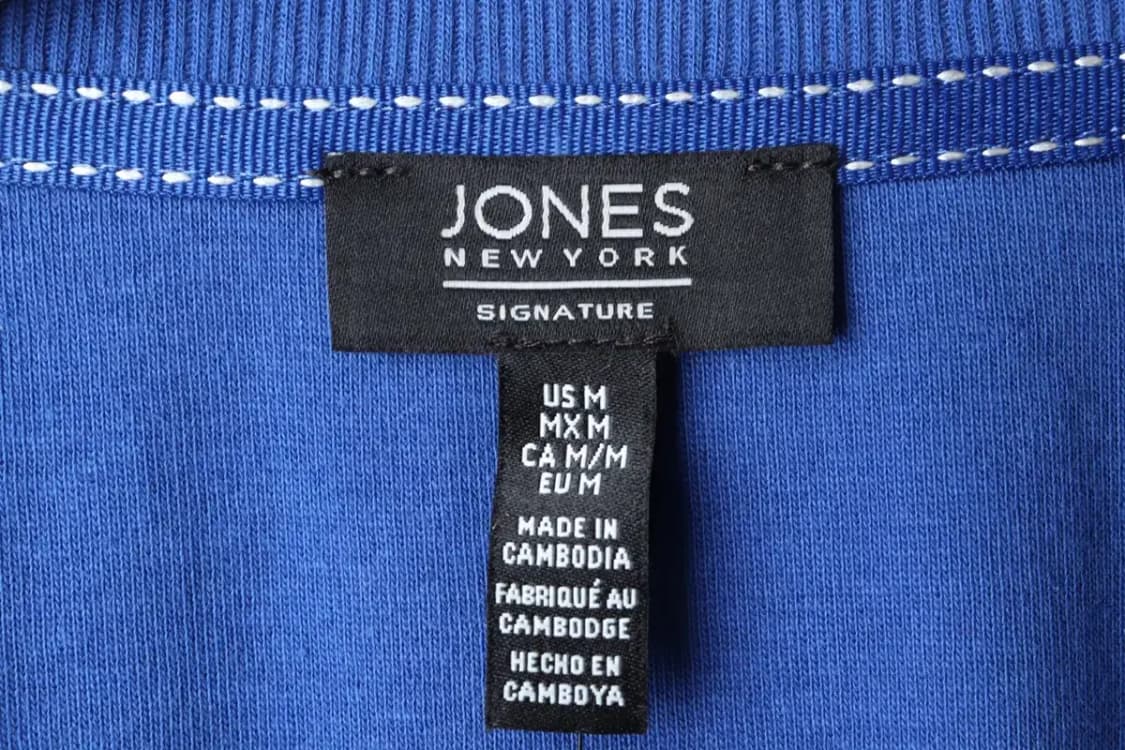 JONES
NEW YORK
SIGNATURE
US M
MX M
CA M/M
EU M
MADE IN
CAMBODIA
FABRIQUÉ AU
CAMBODGE
HECHO EN
CAMBOYA